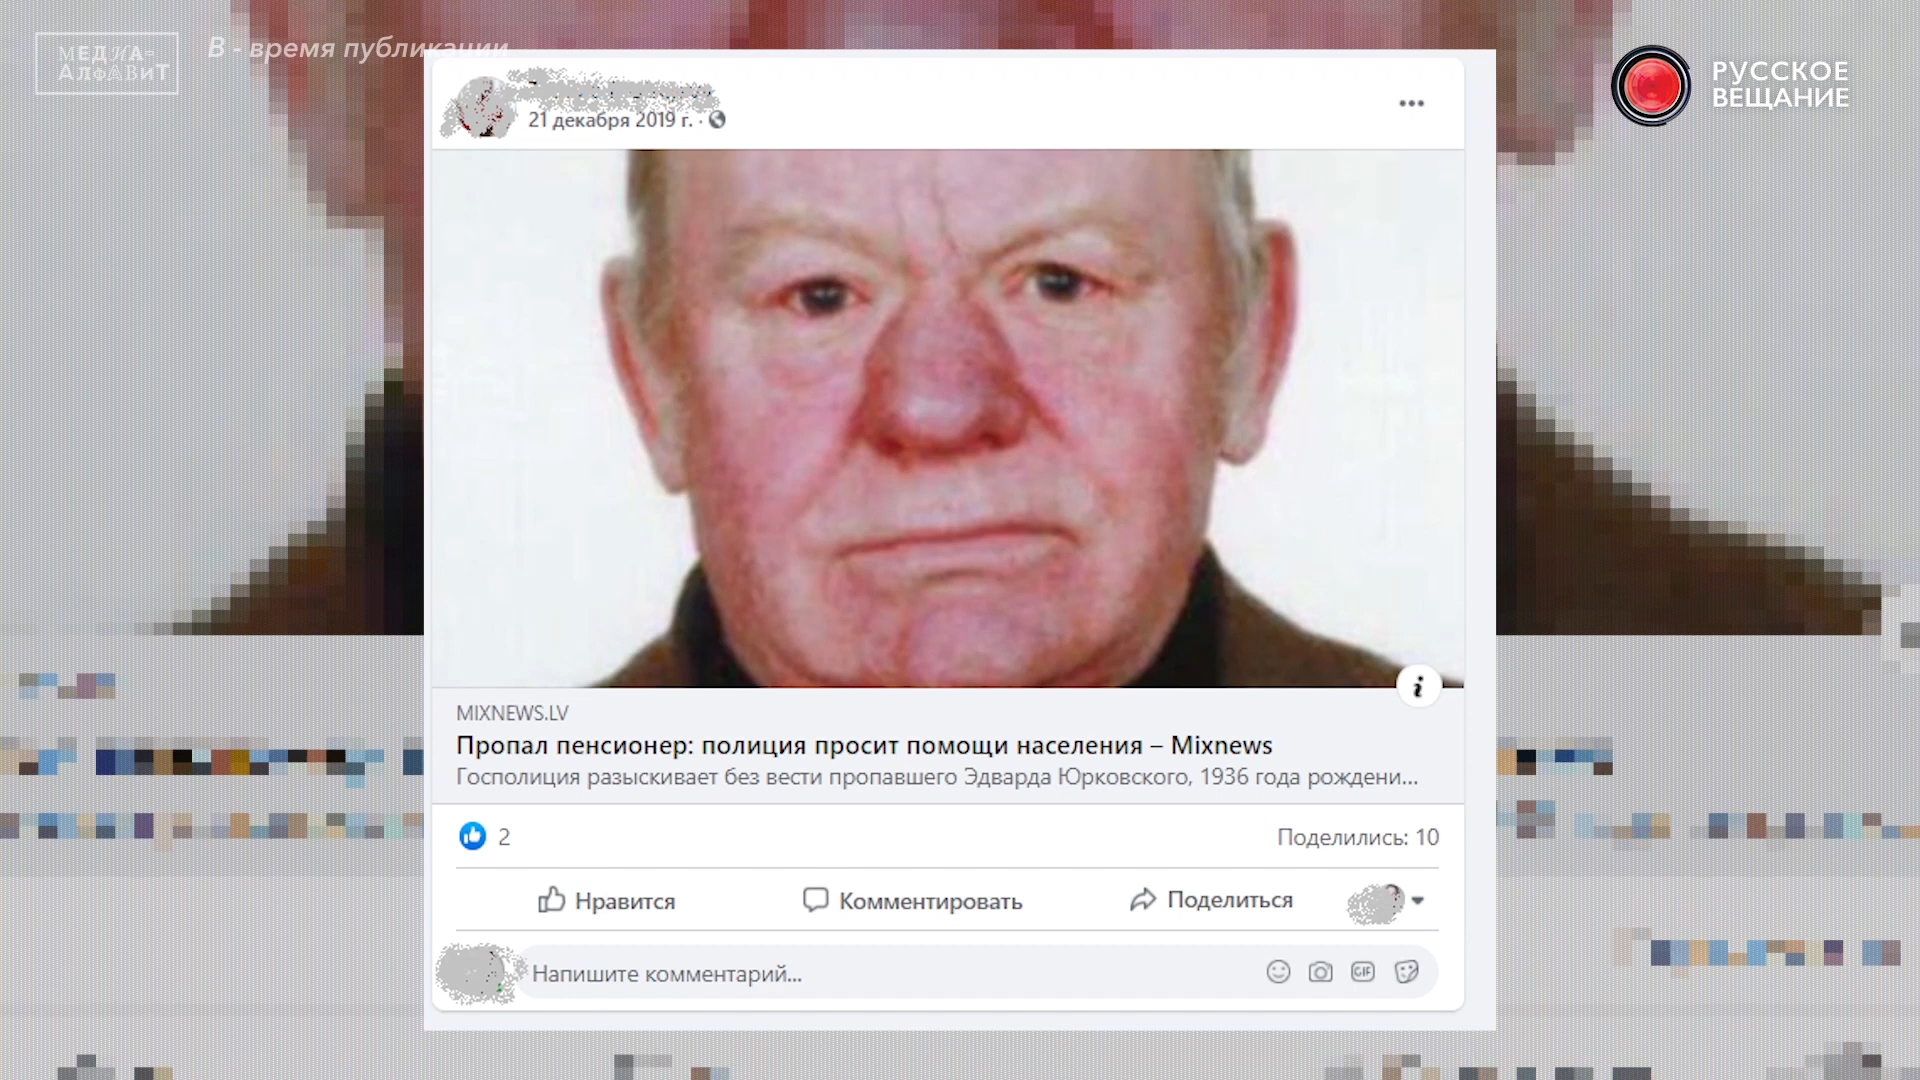 МЕДИА-
АЛФАВИТ
В - время публикации
РУССКОЕ
ВЕЩАНИЕ
21 декабря 2019 г. ·
MIXNEWS.LV
Пропал пенсионер: полиция просит помощи населения – Mixnews
Госполиция разыскивает без вести пропавшего Эдварда Юрковского, 1936 года рождени...
2
Поделились: 10
Нравится
Комментировать
Поделиться
Напишите комментарий...
GIF